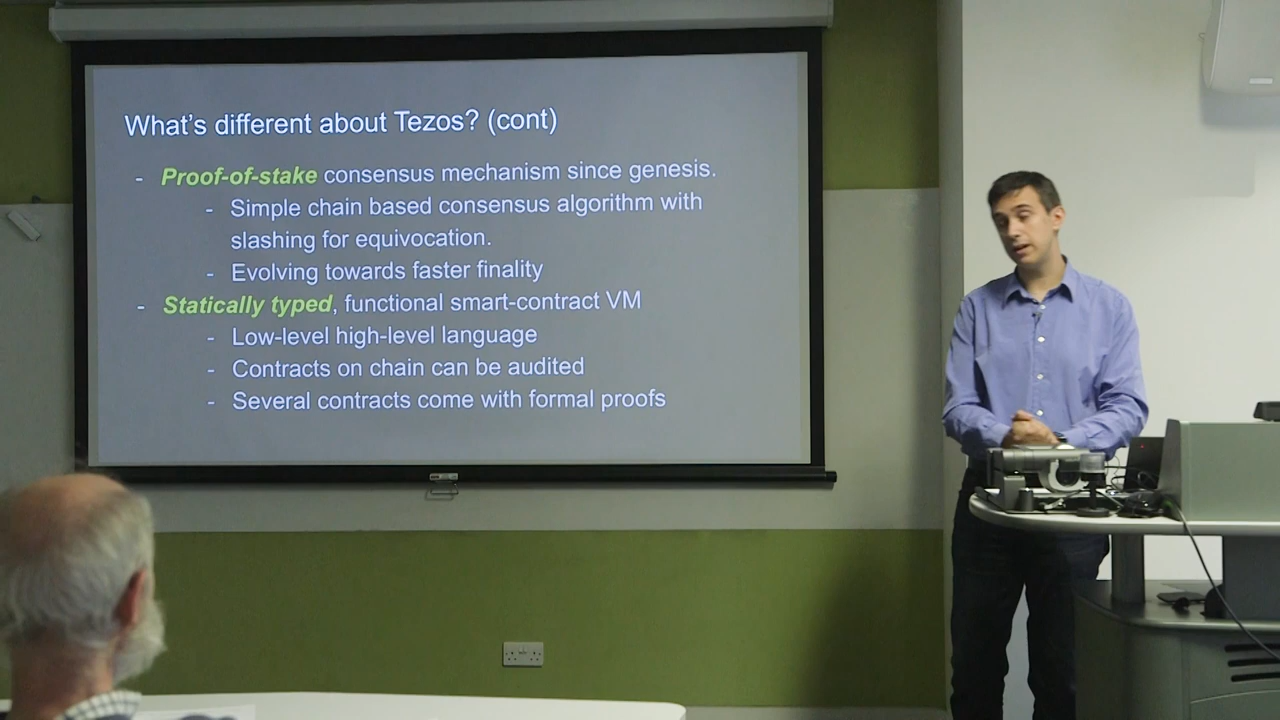 What's different about Tezos? (cont)
- Proof-of-stake consensus mechanism since genesis.
- Simple chain based consensus algorithm with
slashing for equivocation.
- Evolving towards faster finality
- Statically typed, functional smart-contract VM
- Low-level high-level language
- Contracts on chain can be audited
- Several contracts come with formal proofs